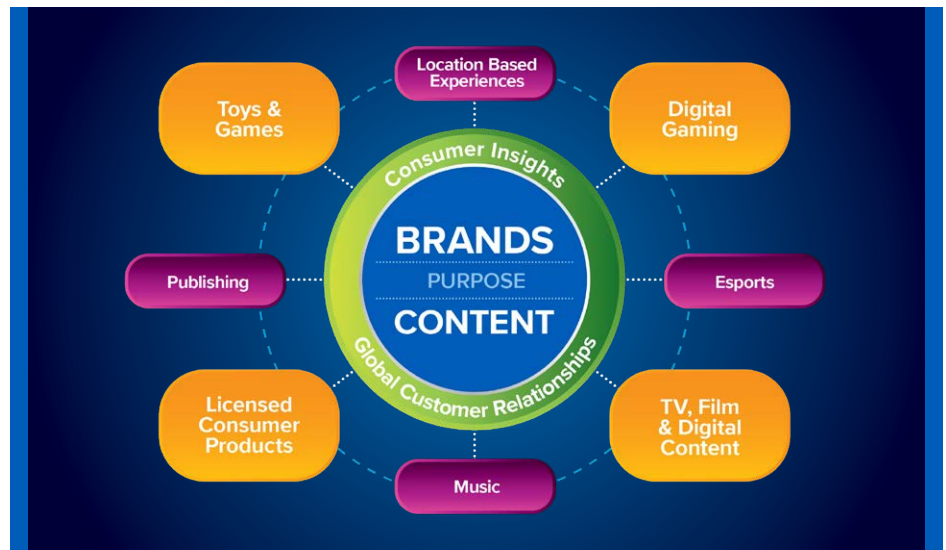 Location Based
Experiences
Toys &
Games
Digital
Gaming
Consumer Insights
BRANDS
PURPOSE
CONTENT
Publishing
Esports
Global Customer Relationships
Licensed
Consumer
Products
TV, Film
& Digital
Content
Music